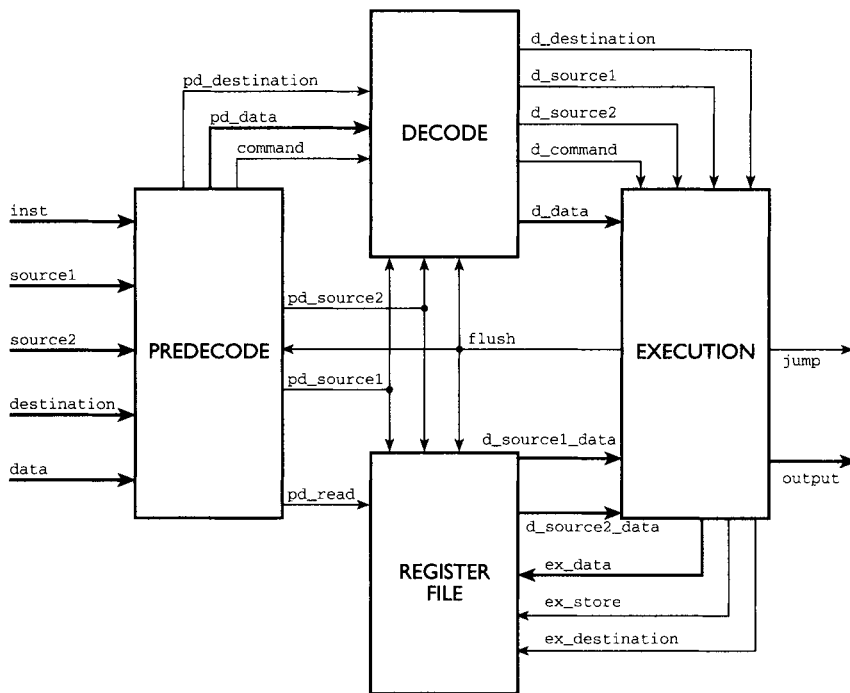 d_destination
pd_destination
d_source1
pd_data
d_source2
DECODE
command
d_command
inst
d_data
source1
pd_source2
source2
PREDECODE
flush
EXECUTION
jump
pd_source1
destination
d_source1_data
data
output
pd_read
d_source2_data
REGISTER
FILE
ex_data
ex_store
ex_destination